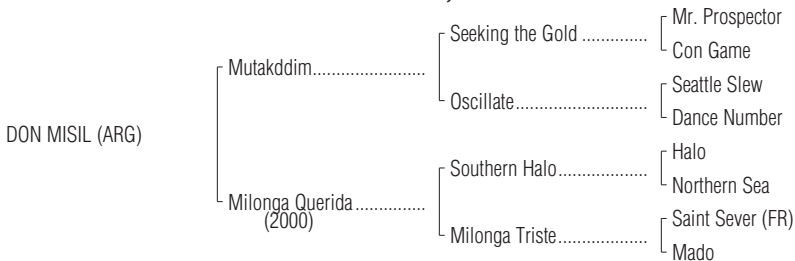 Mr. Prospector
Seeking the Gold ..............
Con Game
Mutakddim........................
Seattle Slew
Oscillate.............................
Dance Number
DON MISIL (ARG)
Halo
Southern Halo....................
Northern Sea
Milonga Querida ...............
(2000)
Saint Sever (FR)
Milonga Triste....................
Mado